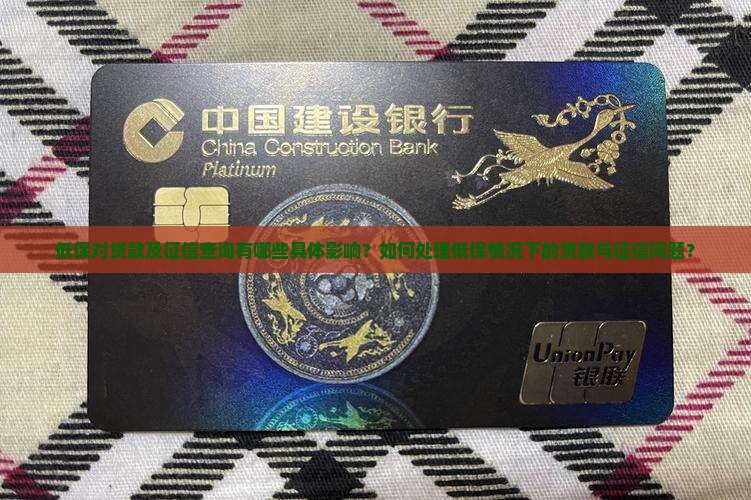 中国建设银行
China Construction Bank
Platinum
低保对贷款及征信查询有哪些具体影响？如何处理低保情况下的贷款与征信问题？
UnionPay
银联